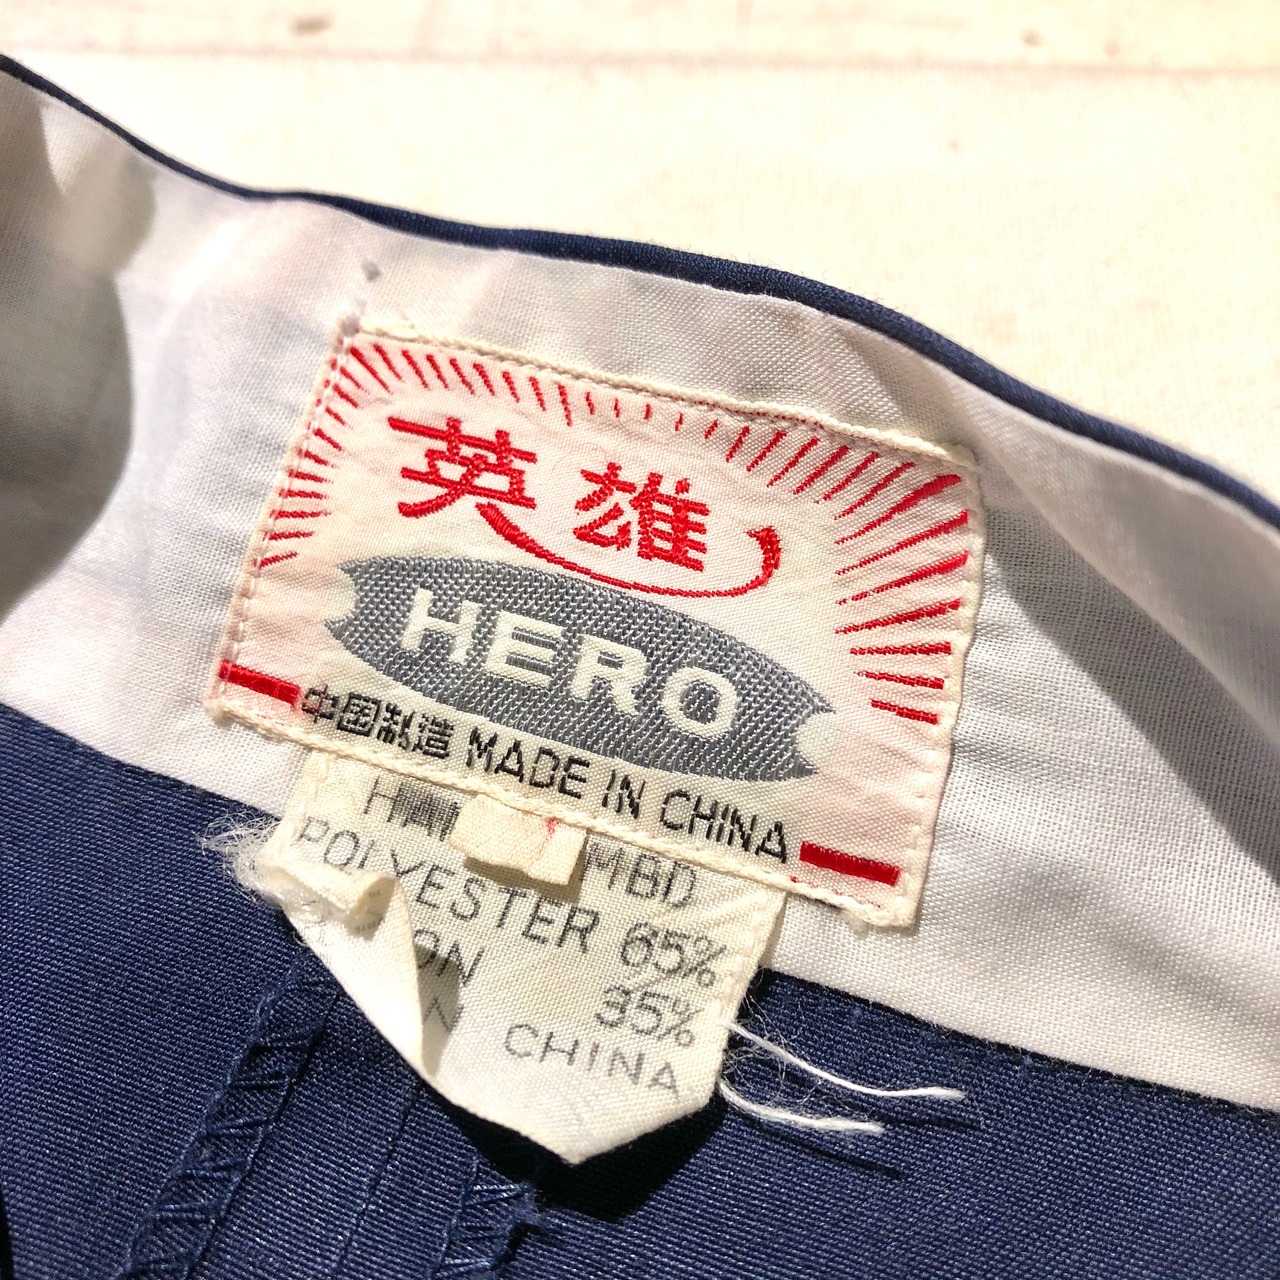 英雄
HERO
中国制造 MADE IN CHINA
POLYESTER 65%
35%
CHINA